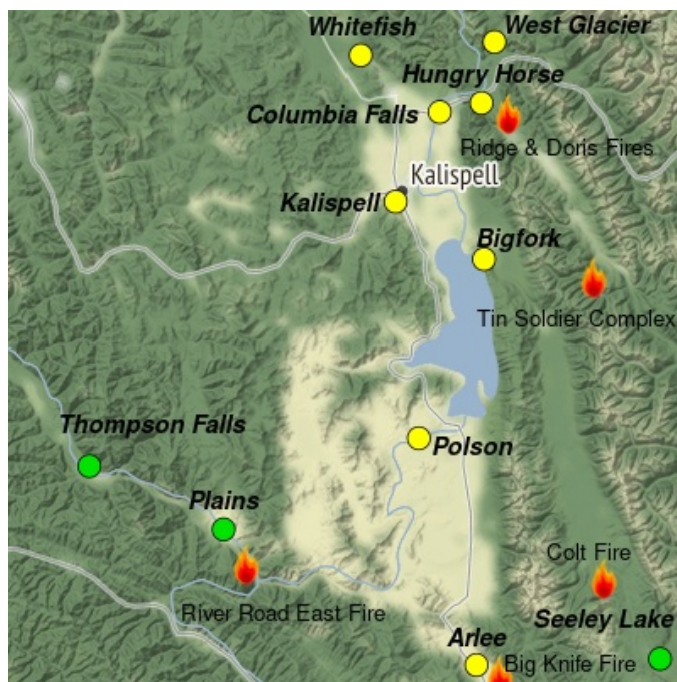 Whitefish
West Glacier
Hungry Horse
Columbia Falls
Ridge & Doris Fires
Kalispell
Kalispell
Bigfork
Tin Soldier Complex
Thompson Falls
Polson
Plains
Colt Fire
River Road East Fire
Seeley Lake
Arlee
Big Knife Fire